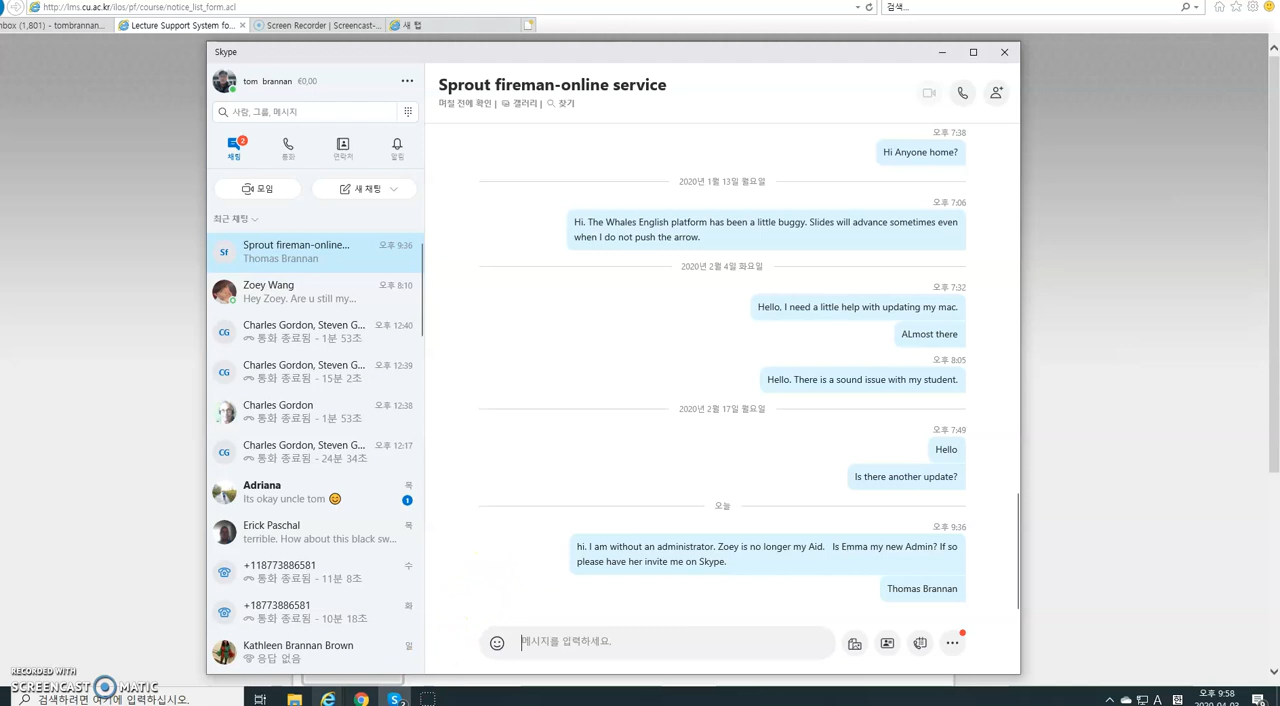 http://lms.cu.ac.kr/ilos/pf/course/notice_list_form.acl
검색...
nbox (1,801) - tombrannan...
Lecture Support System fo...
Screen Recorder | Screencast-...
새 탭
Skype
tom brannan €0,00
사람, 그룹, 메시지
2
채팅
통화
연락처
알림
모임
새 채팅
최근 채팅
Sprout fireman-online...
오후 9:36
Thomas Brannan
Zoey Wang
오후 8:10
Hey Zoey. Are u still my...
Charles Gordon, Steven G...
오후 12:40
통화 종료됨 - 1분 53초
Charles Gordon, Steven G...
오후 12:39
통화 종료됨 - 15분 2초
Charles Gordon
오후 12:38
통화 종료됨 - 1분 53초
Charles Gordon, Steven G...
오후 12:17
통화 종료됨 - 24분 34초
Adriana
목
Its okay uncle tom
1
Erick Paschal
목
terrible. How about this black sw...
+118773886581
수
통화 종료됨 - 11분 8초
+18773886581
화
통화 종료됨 - 10분 18초
Kathleen Brannan Brown
일
응답 없음
Sprout fireman-online service
며칠 전에 확인 | 갤러리 | 찾기
오후 7:38
Hi Anyone home?
2020년 1월 13일 월요일
오후 7:06
Hi. The Whales English platform has been a little buggy. Slides will advance sometimes even
when I do not push the arrow.
2020년 2월 4일 화요일
오후 7:32
Hello, I need a little help with updating my mac.
ALmost there
오후 8:05
Hello. There is a sound issue with my student.
2020년 2월 17일 월요일
오후 7:49
Hello
Is there another update?
오늘
오후 9:36
hi. I am without an administrator. Zoey is no longer my Aid. Is Emma my new Admin? If so
please have her invite me on Skype.
Thomas Brannan
메시지를 입력하세요.
RECORDED WITH
SCREENCAST MATIC
검색하려면 여기에 입력하십시오.
A
오후 9:58
2020-04-03